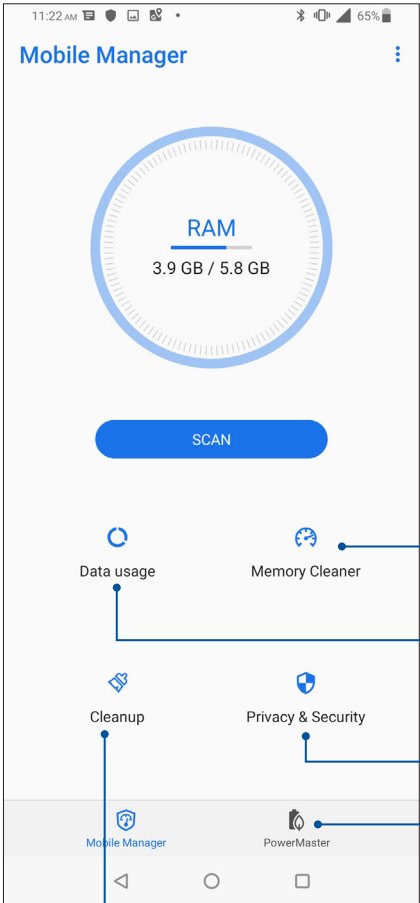 11:22 AM 65%
Mobile Manager
RAM
3.9 GB / 5.8 GB
SCAN
Data usage Memory Cleaner
Cleanup Privacy & Security
Mobile Manager PowerMaster